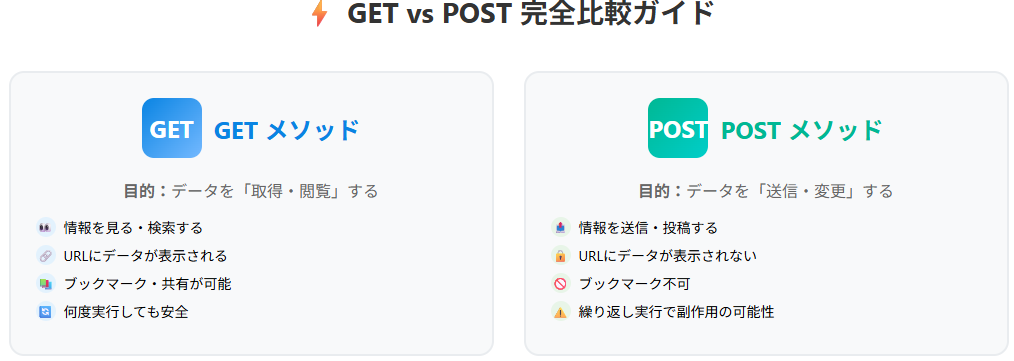 ⚡ GET vs POST 完全比較ガイド
GET GET メソッド
目的：データを「取得・閲覧」する
情報を見る・検索する
URLにデータが表示される
ブックマーク・共有が可能
何度実行しても安全
POST POST メソッド
目的：データを「送信・変更」する
情報を送信・投稿する
URLにデータが表示されない
ブックマーク不可
繰り返し実行で副作用の可能性